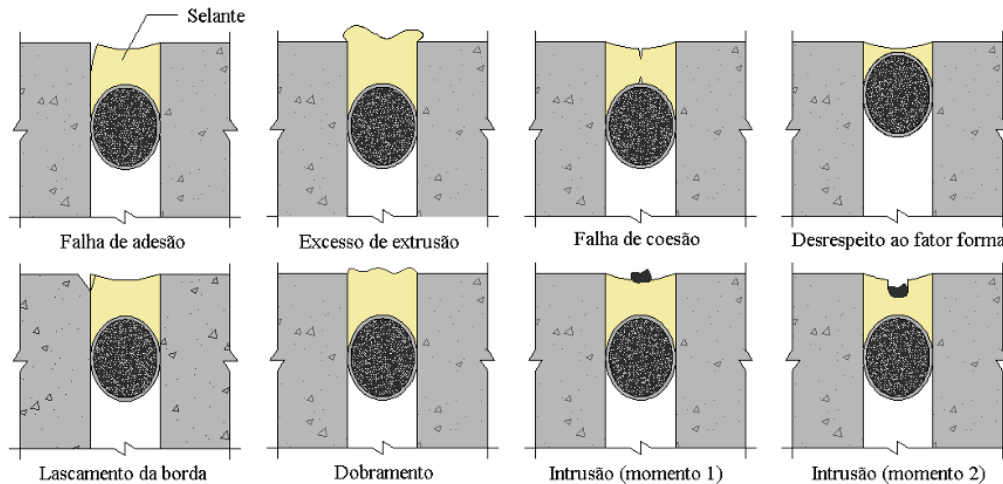 Selante
Falha de adesão
Excesso de extrusão
Falha de coesão
Desrespeito ao fator forma
Lascamento da borda
Dobramento
Intrusão (momento 1)
Intrusão (momento 2)